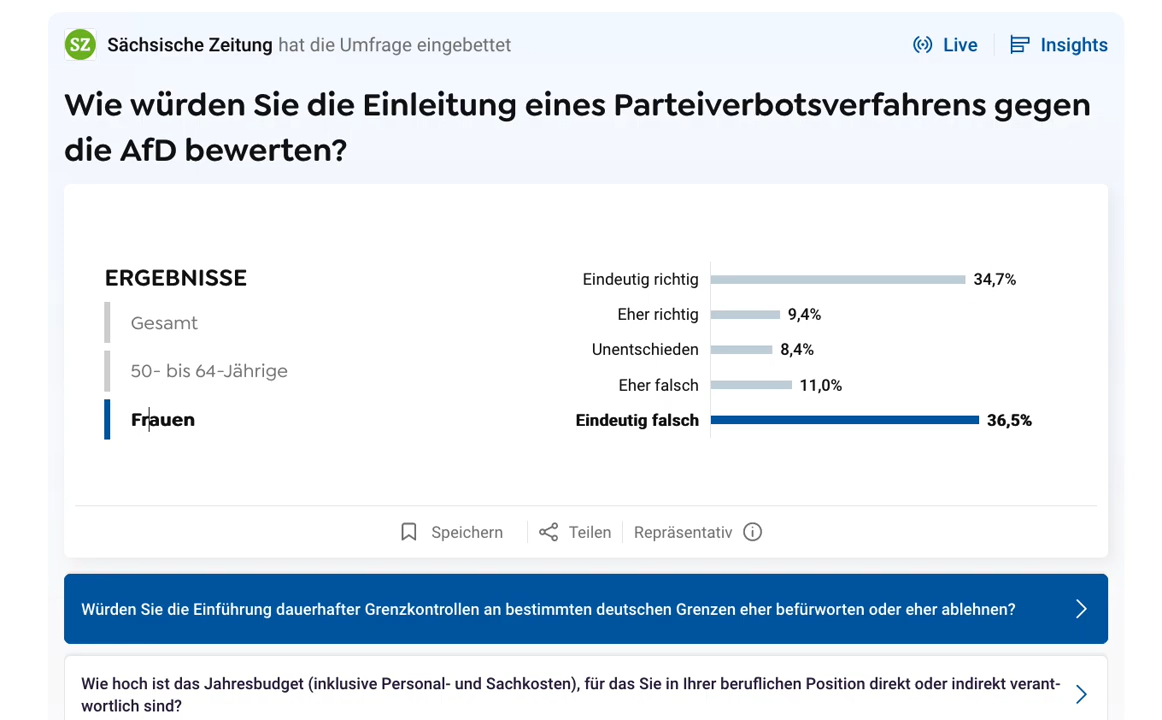 SZ Sächsische Zeitung hat die Umfrage eingebettet
Live
Insights
Wie würden Sie die Einleitung eines Parteiverbotsverfahrens gegen
die AfD bewerten?
ERGEBNISSE
Gesamt
50- bis 64-Jährige
Frauen
Eindeutig richtig 34,7%
Eher richtig 9,4%
Unentschieden 8,4%
Eher falsch 11,0%
Eindeutig falsch 36,5%
Speichern
Teilen
Repräsentativ
Würden Sie die Einführung dauerhafter Grenzkontrollen an bestimmten deutschen Grenzen eher befürworten oder eher ablehnen?
Wie hoch ist das Jahresbudget (inklusive Personal- und Sachkosten), für das Sie in Ihrer beruflichen Position direkt oder indirekt verant-
wortlich sind?